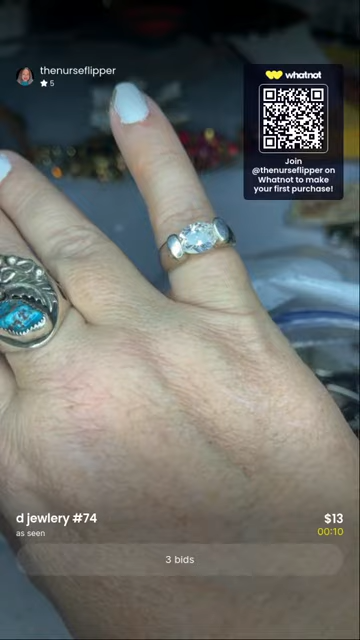 thenurseflipper
★ 5
whatnot
Join
@thenurseflipper on
Whatnot to make
your first purchase!
d jewlery #74
$13
as seen
00:10
3 bids